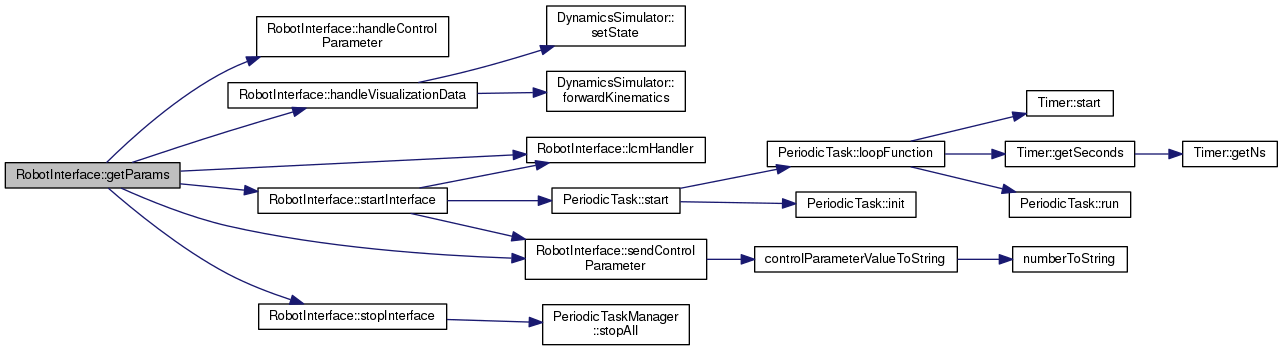 RobotInterface::handleControl
Parameter
DynamicsSimulator::
setState
RobotInterface::handleVisualizationData
DynamicsSimulator::
forwardKinematics
Timer::start
RobotInterface::lcmHandler
PeriodicTask::loopFunction
Timer::getSeconds
Timer::getNs
RobotInterface::getParams
RobotInterface::startInterface
PeriodicTask::start
PeriodicTask::init
PeriodicTask::run
RobotInterface::sendControl
Parameter
controlParameterValueToString
numberToString
RobotInterface::stopInterface
PeriodicTaskManager
::stopAll